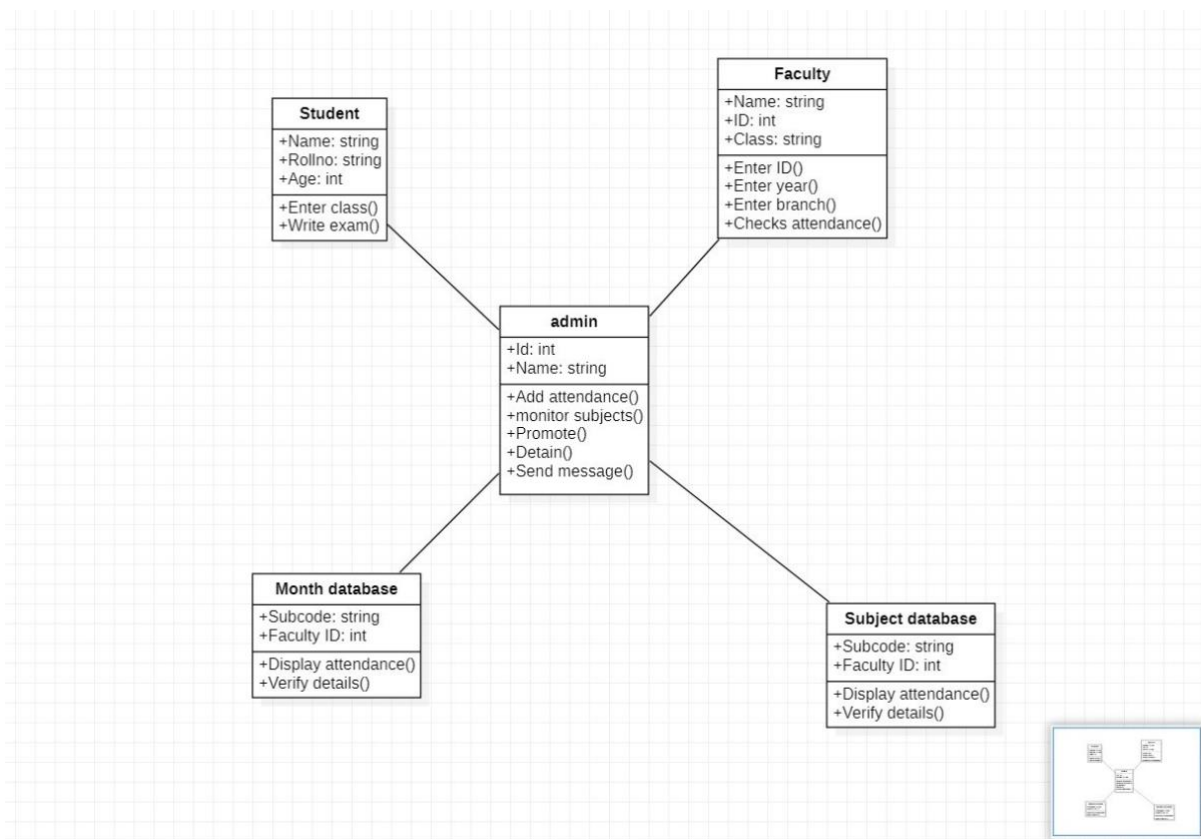 Student
+Name: string
+Rollno: string
+Age: int
+Enter class()
+Write exam()
Faculty
+Name: string
+ID: int
+Class: string
+Enter ID()
+Enter year()
+Enter branch()
+Checks attendance()
admin
+Id: int
+Name: string
+Add attendance()
+monitor subjects()
+Promote()
+Detain()
+Send message()
Month database
+Subcode: string
+Faculty ID: int
+Display attendance()
+Verify details()
Subject database
+Subcode: string
+Faculty ID: int
+Display attendance()
+Verify details()